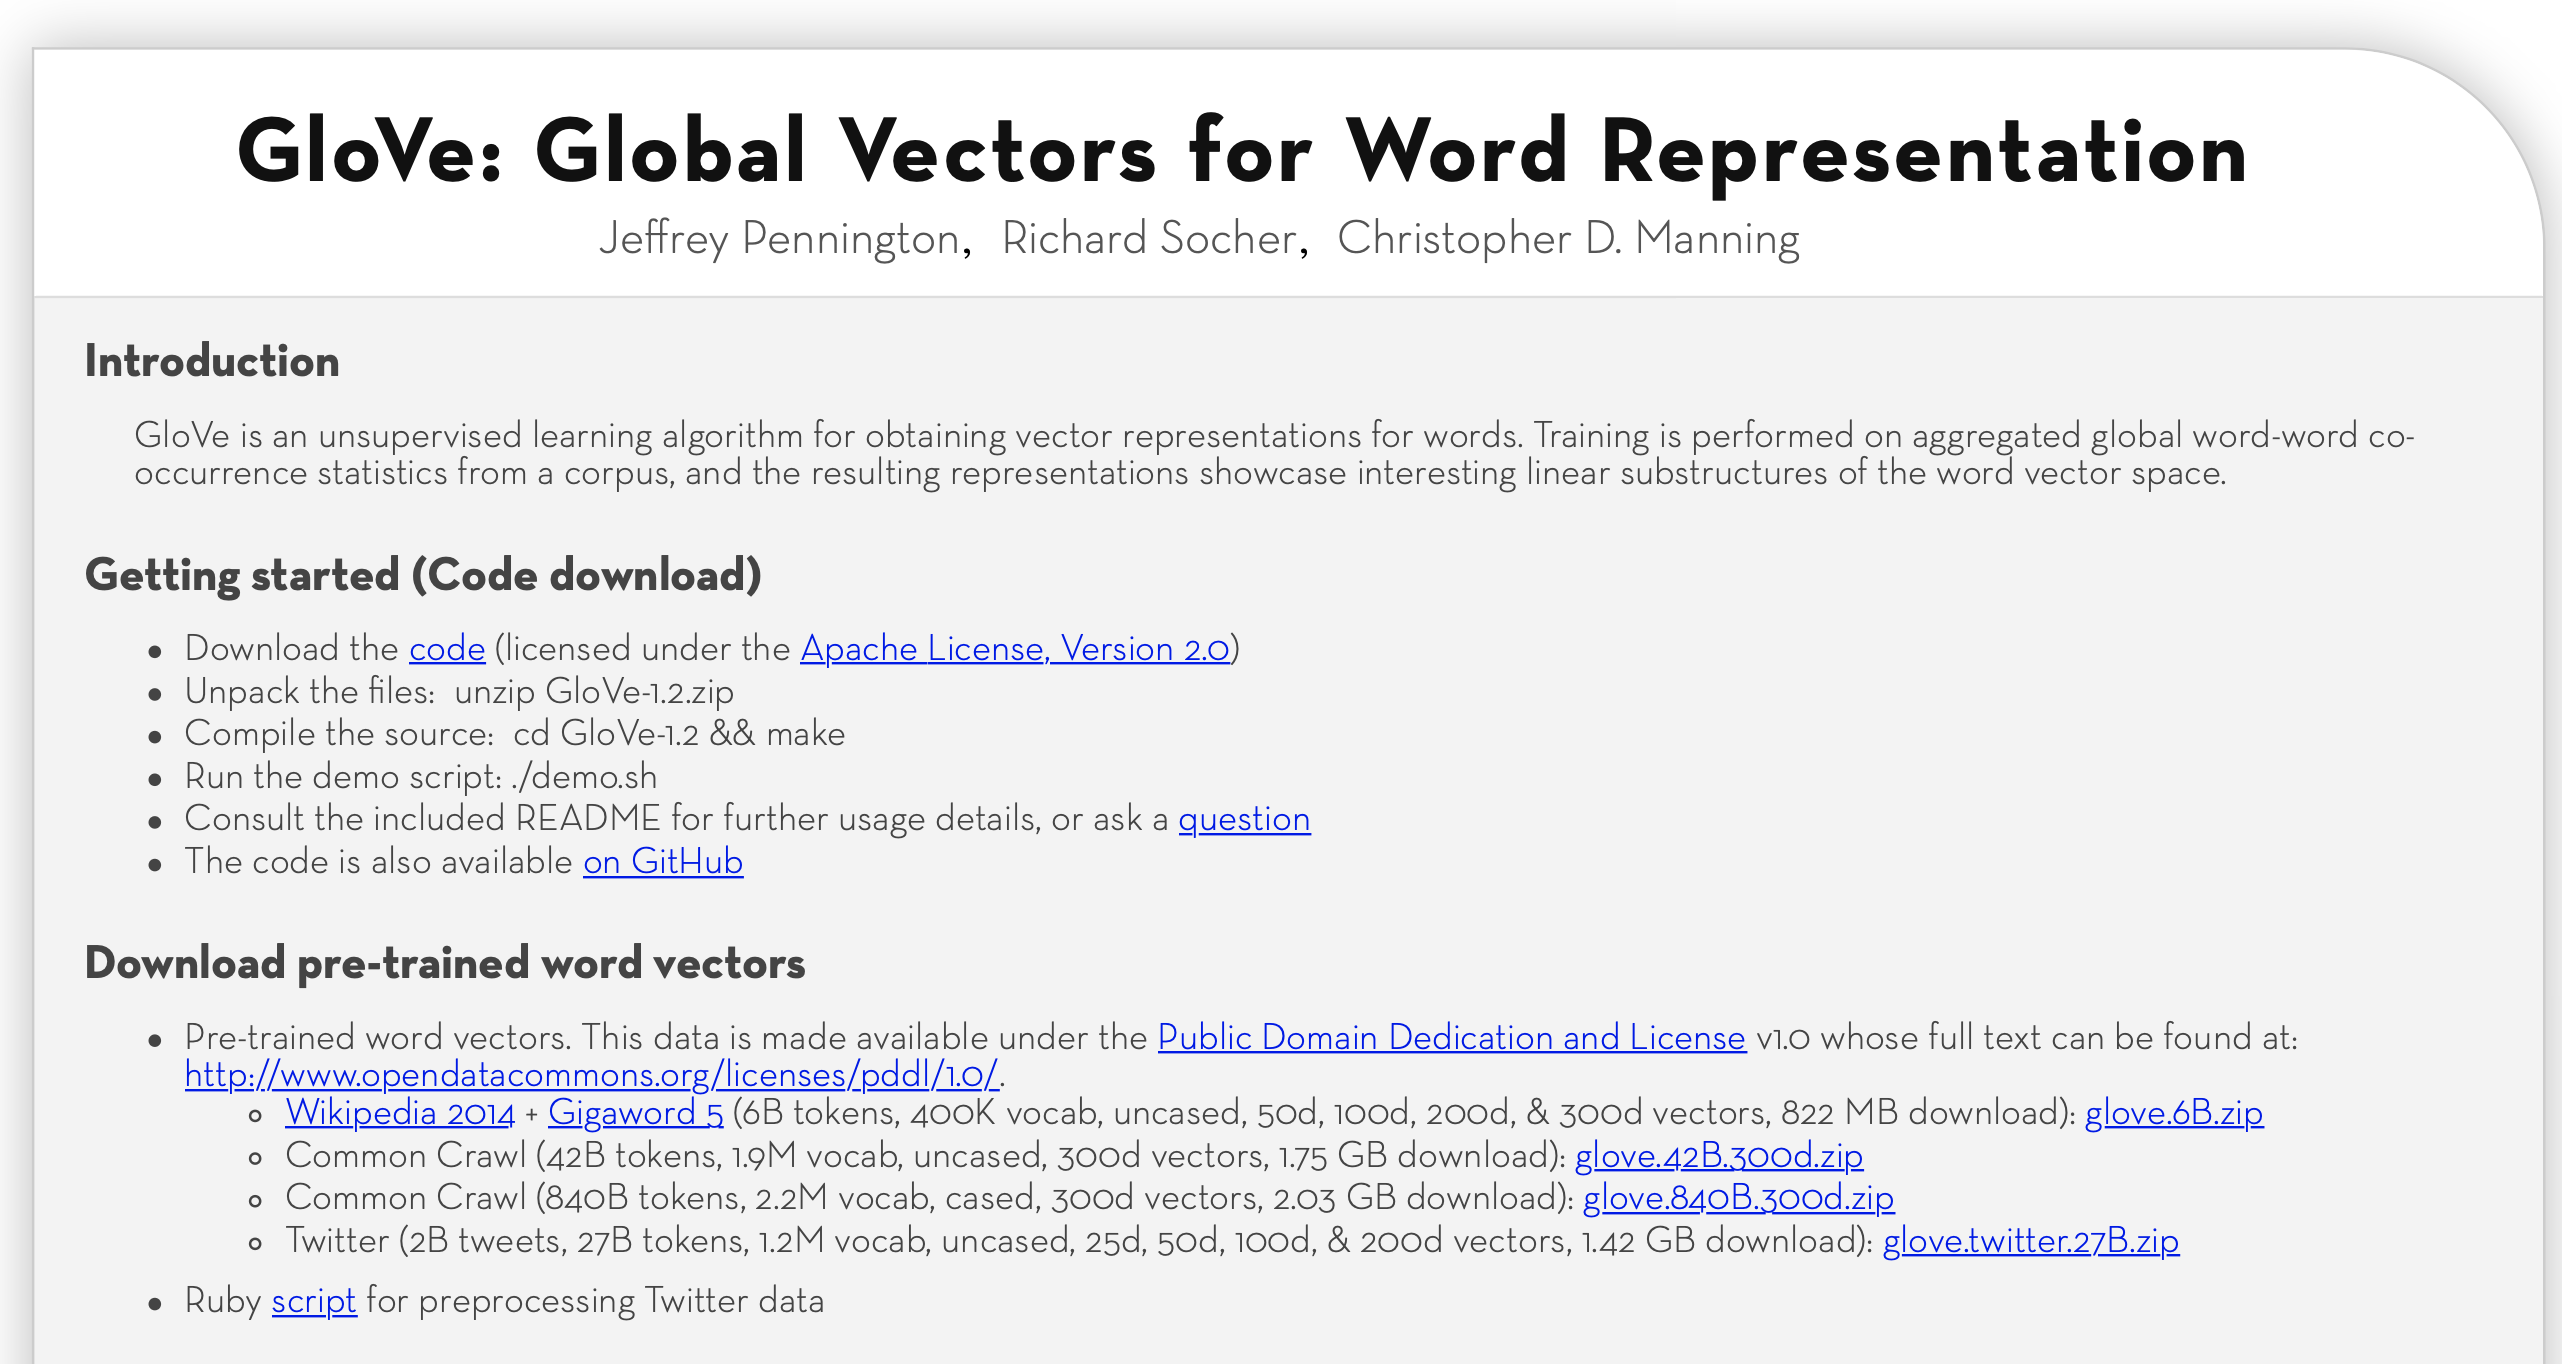 GloVe: Global Vectors for Word Representation
Jeffrey Pennington, Richard Socher, Christopher D. Manning
Introduction
GloVe is an unsupervised learning algorithm for obtaining vector representations for words. Training is performed on aggregated global word-word co-
occurrence statistics from a corpus, and the resulting representations showcase interesting linear substructures of the word vector space.
Getting started (Code download)
• Download the code (licensed under the Apache License, Version 2.0)
• Unpack the files: unzip GloVe-1.2.zip
• Compile the source: cd GloVe-1.2 && make
• Run the demo script: ./demo.sh
• Consult the included README for further usage details, or ask a question
• The code is also available on GitHub
Download pre-trained word vectors
• Pre-trained word vectors. This data is made available under the Public Domain Dedication and License v1.0 whose full text can be found at:
http://www.opendatacommons.org/licenses/pddl/1.0/.
◦ Wikipedia 2014 + Gigaword 5 (6B tokens, 400K vocab, uncased, 50d, 100d, 200d, & 300d vectors, 822 MB download): glove.6B.zip
◦ Common Crawl (42B tokens, 1.9M vocab, uncased, 300d vectors, 1.75 GB download): glove.42B.300d.zip
◦ Common Crawl (840B tokens, 2.2M vocab, cased, 300d vectors, 2.03 GB download): glove.840B.300d.zip
◦ Twitter (2B tweets, 27B tokens, 1.2M vocab, uncased, 25d, 50d, 100d, & 200d vectors, 1.42 GB download): glove.twitter.27B.zip
• Ruby script for preprocessing Twitter data